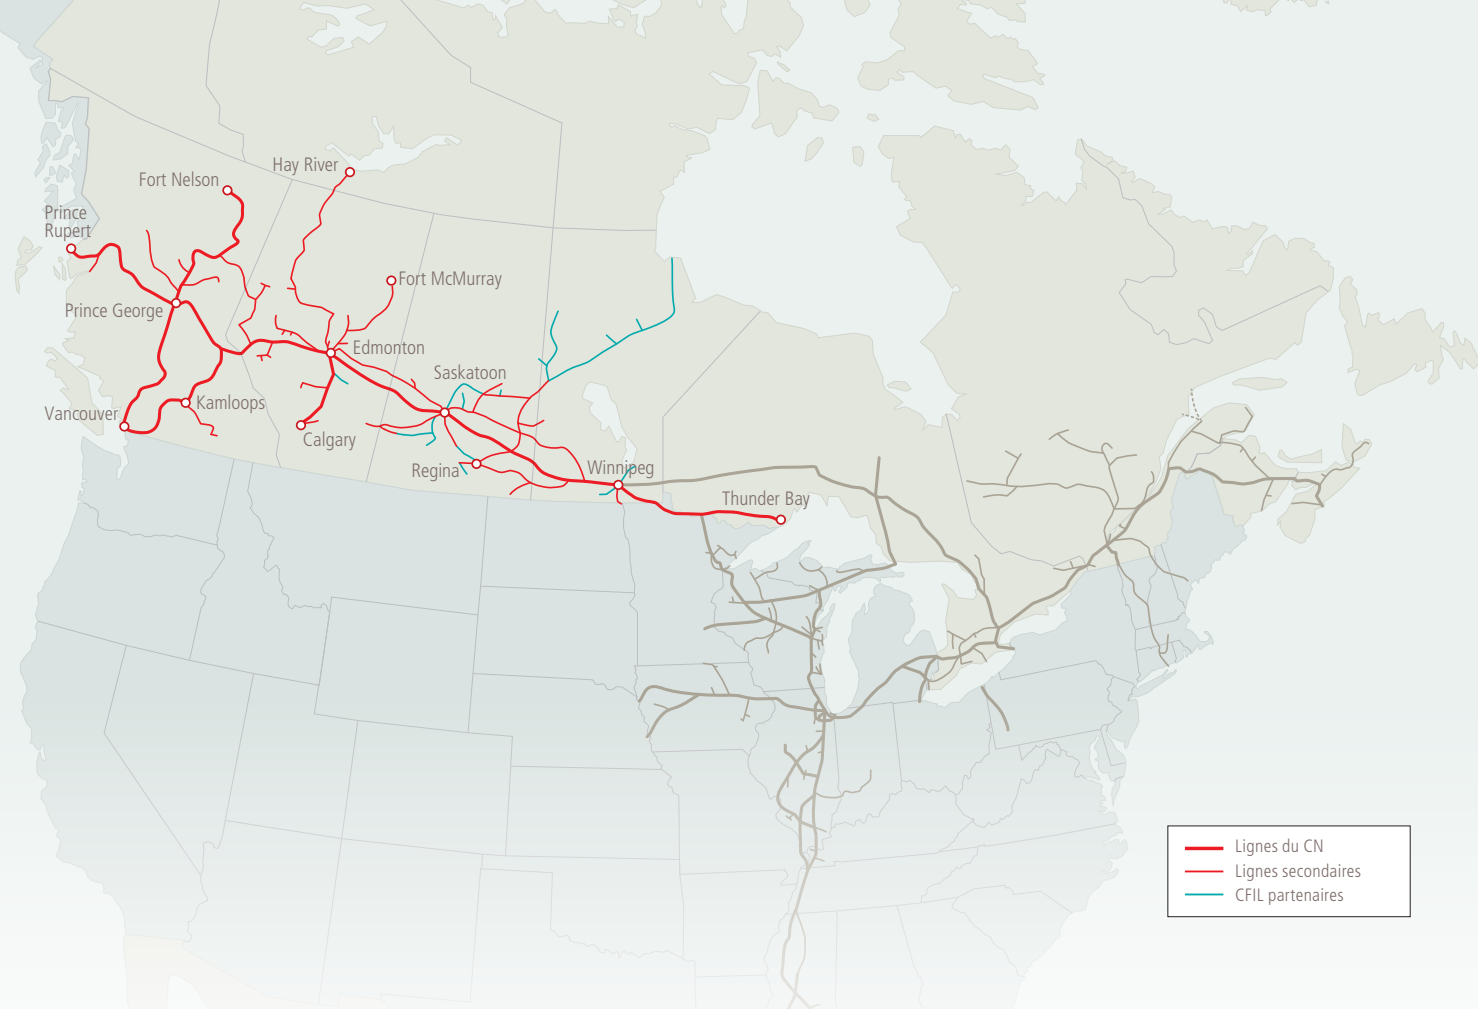 Hay River
Fort Nelson
Prince
Rupert
Fort McMurray
Prince George
Edmonton
Saskatoon
Kamloops
Vancouver
Calgary
Regina
Winnipeg
Thunder Bay
Lignes du CN
Lignes secondaires
CFIL partenaires